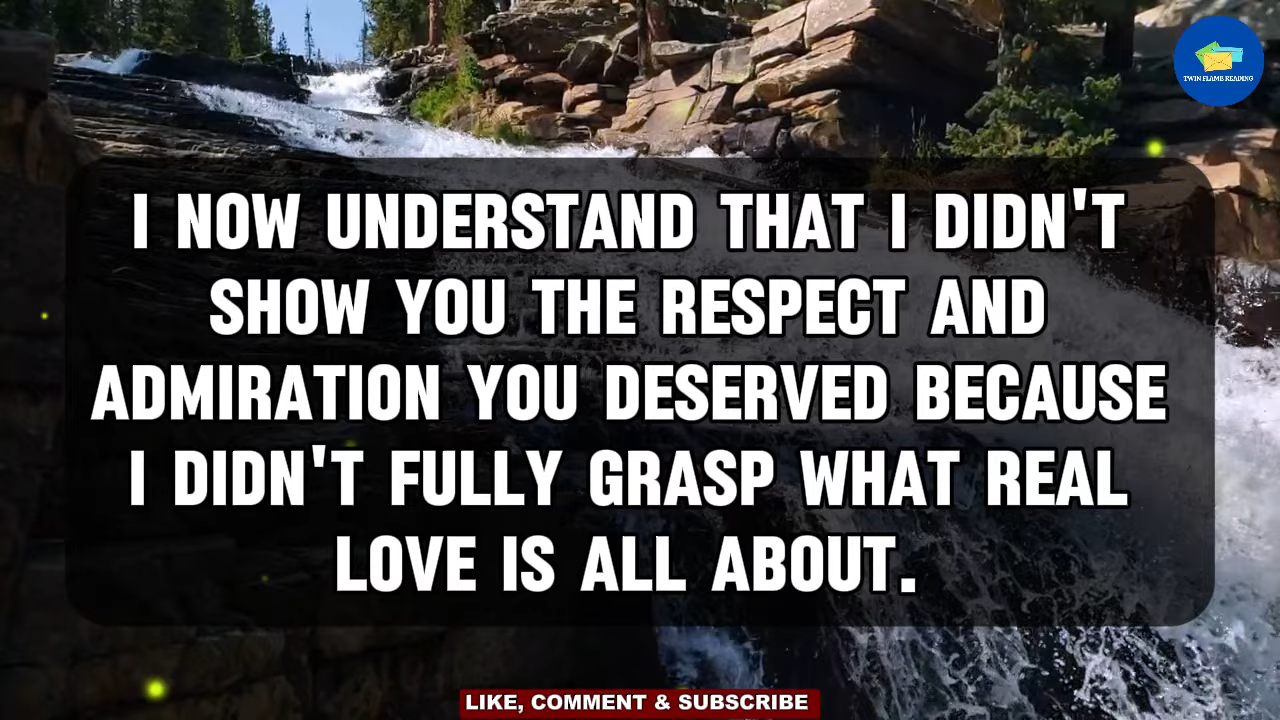 TWIN FLAME READING
I NOW UNDERSTAND THAT I DIDN'T
SHOW YOU THE RESPECT AND
ADMIRATION YOU DESERVED BECAUSE
I DIDN'T FULLY GRASP WHAT REAL
LOVE IS ALL ABOUT.
LIKE, COMMENT & SUBSCRIBE